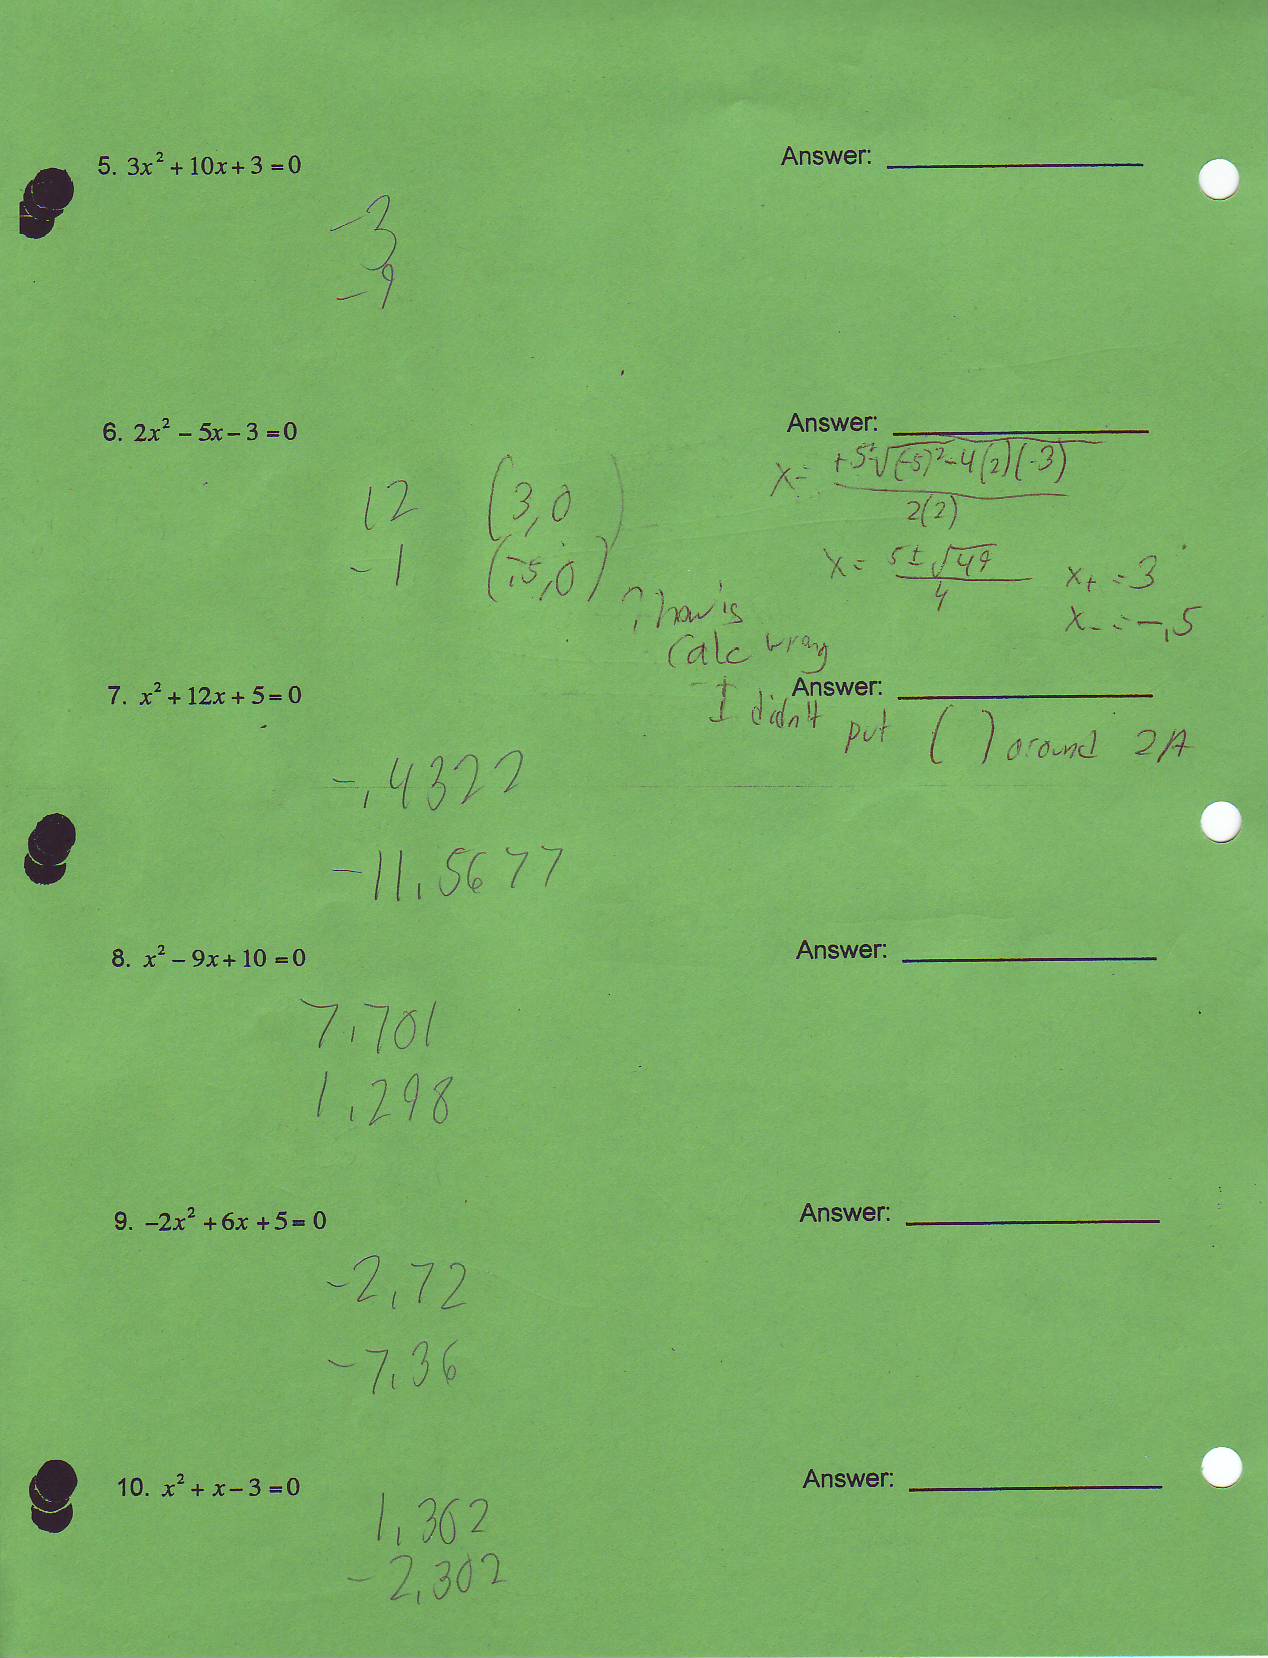 5. 3x² + 10x + 3 = 0
Answer:
-3
-9
6. 2x² - 5x - 3 = 0
Answer:
12 (3,0)
-1 (-.5,0)
x = +5±√(-5)²-4(2)(-3)
2(2)
x = 5±√49
4
x+ = 3
x- = -.5
? how is
calc wrong
I didn't put ( ) around 2A
7. x² + 12x + 5 = 0
Answer:
-.4322
-11.5677
8. x² - 9x + 10 = 0
Answer:
7.701
1.298
9. -2x² + 6x + 5 = 0
Answer:
-2.72
-7.36
10. x² + x - 3 = 0
Answer:
1.302
-2.302